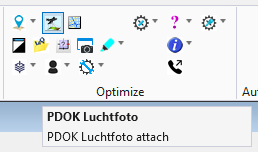 Optimize
Au
PDOK Luchtfoto
PDOK Luchtfoto attach